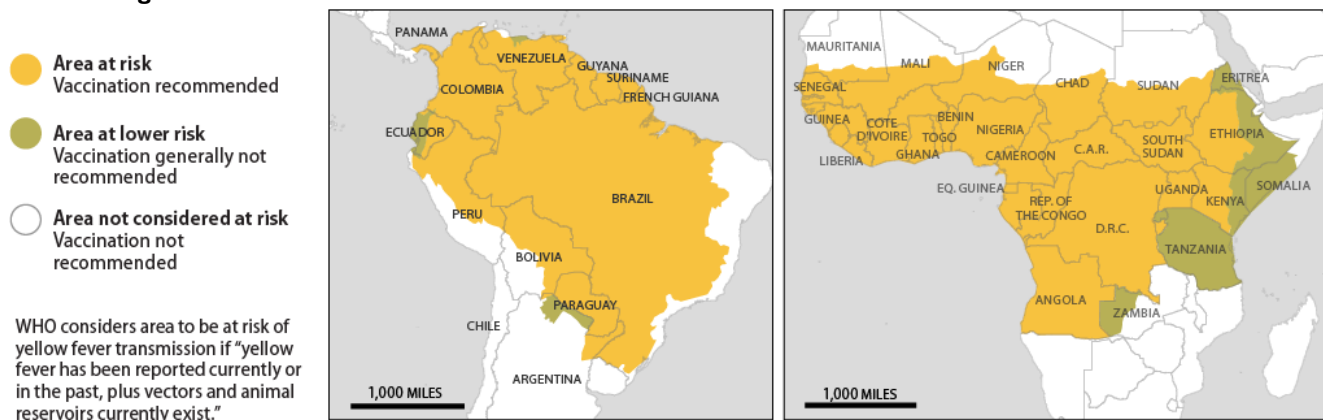 Area at risk
Vaccination recommended
Area at lower risk
Vaccination generally not
recommended
Area not considered at risk
Vaccination not
recommended
WHO considers area to be at risk of
yellow fever transmission if “yellow
fever has been reported currently or
in the past, plus vectors and animal
reservoirs currently exist.”
PANAMA
VENEZUELA
GUYANA
SURINAME
FRENCH GUIANA
COLOMBIA
ECUADOR
BRAZIL
PERU
BOLIVIA
PARAGUAY
CHILE
ARGENTINA
1,000 MILES
MAURITANIA
MALI
NIGER
CHAD
SUDAN
ERITREA
SENEGAL
GUINEA
COTE
D'IVOIRE
BENIN
TOGO
NIGERIA
GHANA
LIBERIA
CAMEROON
C.A.R.
SOUTH
SUDAN
ETHIOPIA
EQ. GUINEA
REP. OF
THE CONGO
UGANDA
KENYA
SOMALIA
D.R.C.
TANZANIA
ANGOLA
ZAMBIA
1,000 MILES